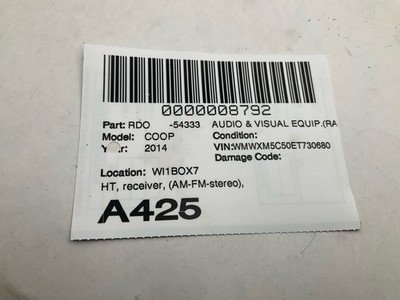 0000008792
Part: RDO -54333 AUDIO & VISUAL EQUIP.(RA
Model: COOP Condition:
Year: 2014 VIN:WMWXM5C50ET730680
Damage Code:
Location: WI1BOX7
HT, receiver, (AM-FM-stereo),
A425